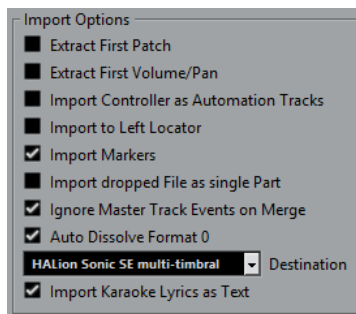 Import Options
Extract First Patch
Extract First Volume/Pan
Import Controller as Automation Tracks
Import to Left Locator
Import Markers
Import dropped File as single Part
Ignore Master Track Events on Merge
Auto Dissolve Format 0
HALion Sonic SE multi-timbral Destination
Import Karaoke Lyrics as Text